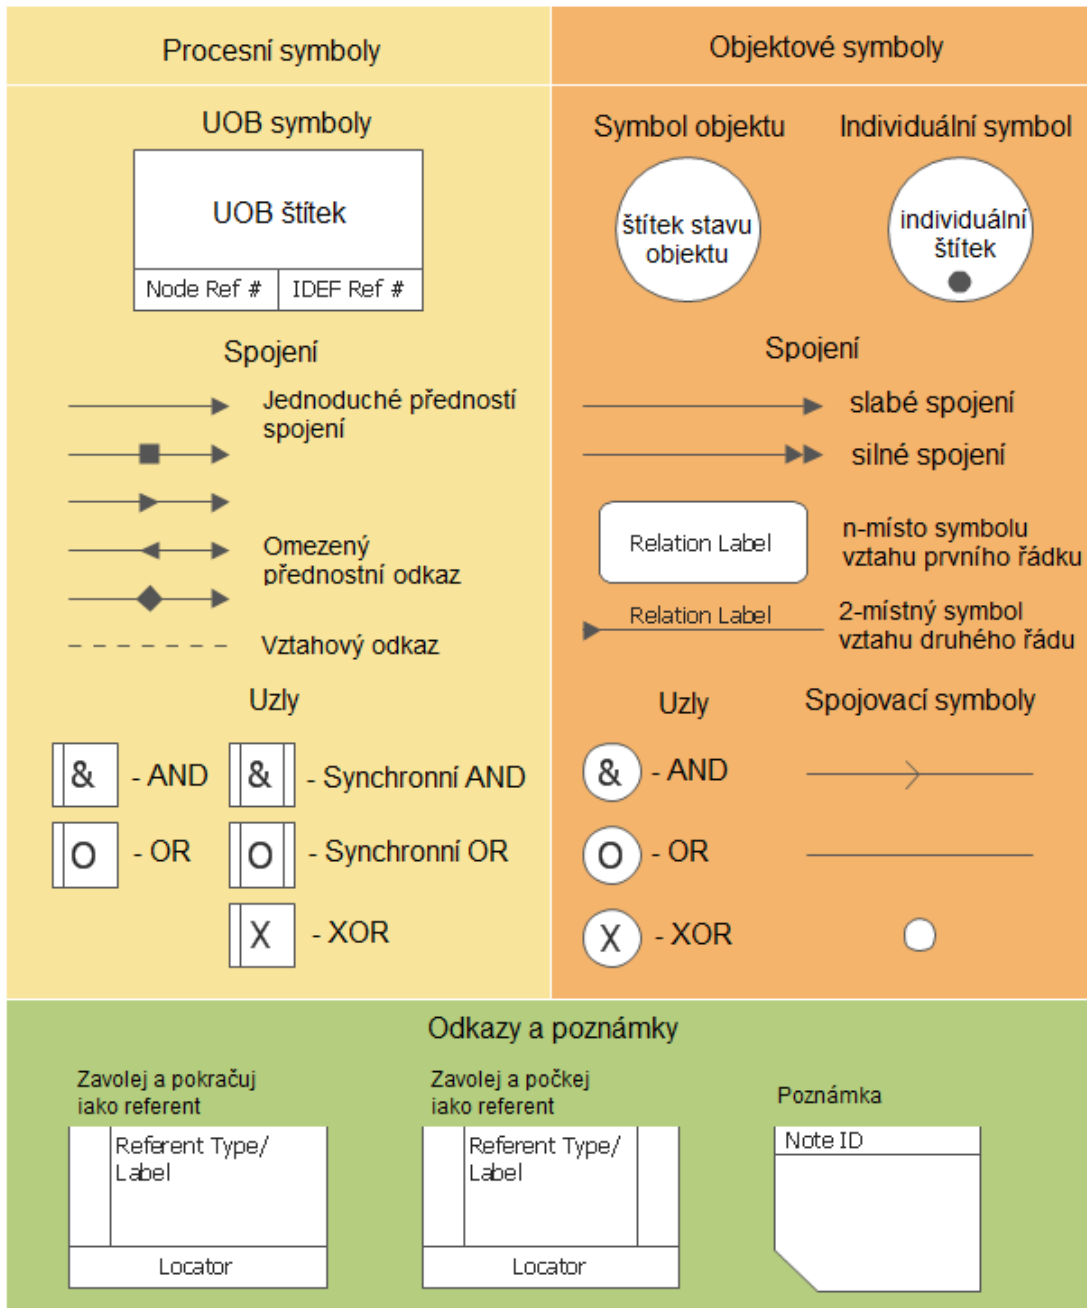 Procesní symboly
UOB symboly
UOB štítek
Node Ref #
IDEF Ref #
Spojení
Jednoduché předností
spojení
Omezený
přednostní odkaz
Vztahový odkaz
Uzly
& - AND
& - Synchronní AND
O - OR
O - Synchronní OR
X - XOR
Objektové symboly
Symbol objektu
Individuální symbol
štítek stavu
objektu
individuální
štítek
Spojení
slabé spojení
silné spojení
Relation Label
n-místo symbolu
vztahu prvního řádku
Relation Label
2-místný symbol
vztahu druhého řádu
Uzly
Spojovací symboly
& - AND
O - OR
X - XOR
Odkazy a poznámky
Zavolej a pokračuj
iako referent
Referent Type/
Label
Locator
Zavolej a počkej
iako referent
Referent Type/
Label
Locator
Poznámka
Note ID